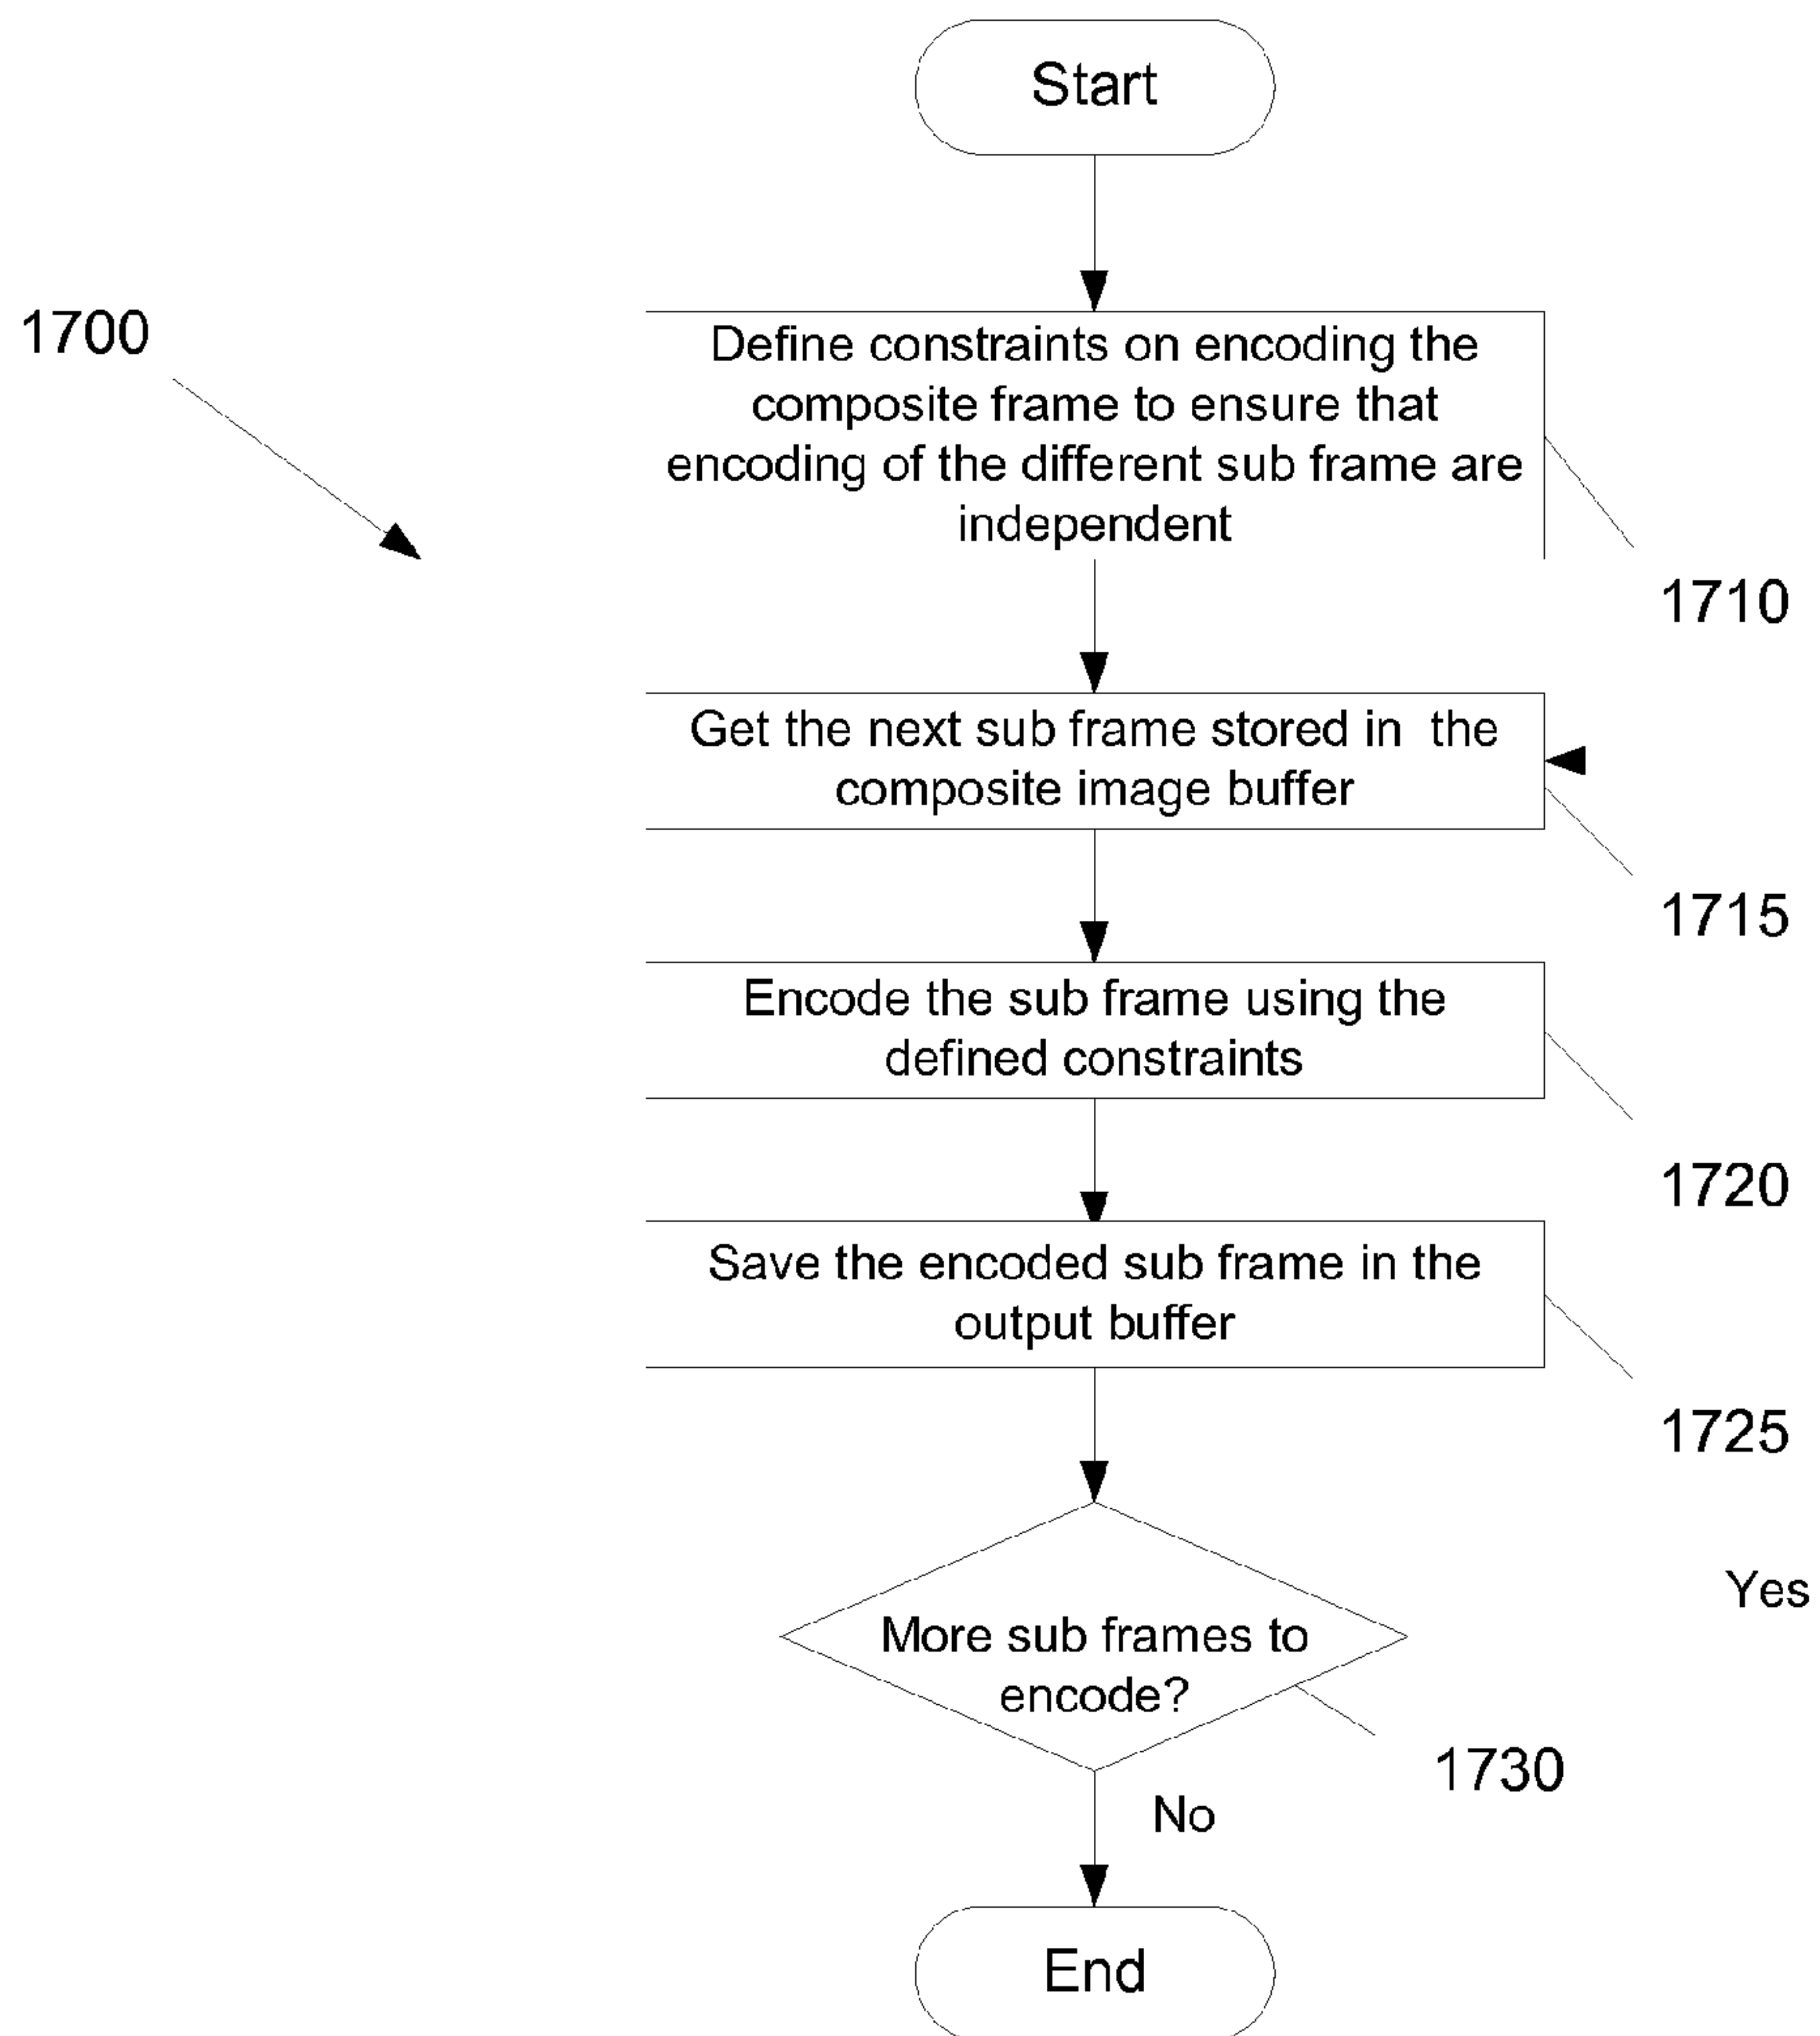 Start
1700
Define constraints on encoding the
composite frame to ensure that
encoding of the different sub frame are
independent
1710
Get the next sub frame stored in the
composite image buffer
1715
Encode the sub frame using the
defined constraints
1720
Save the encoded sub frame in the
output buffer
1725
Yes
More sub frames to
encode?
1730
No
End